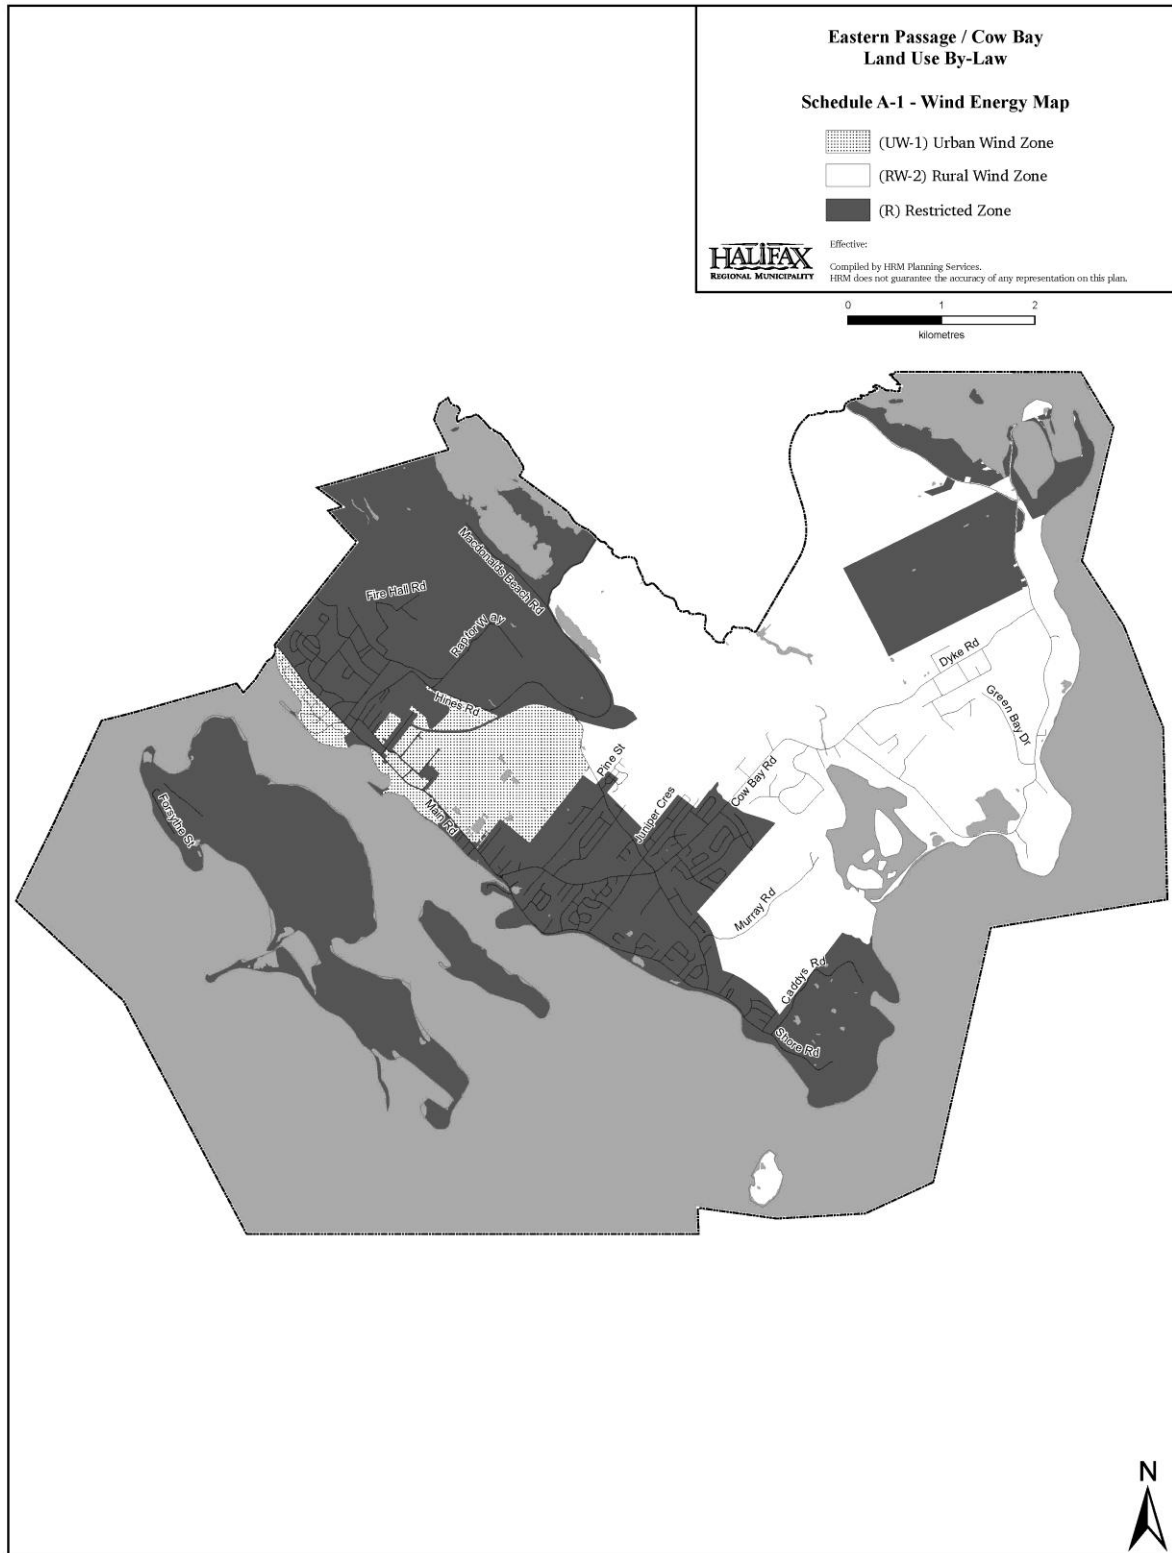 Eastern Passage / Cow Bay
Land Use By-Law
Schedule A-1 - Wind Energy Map
(UW-1) Urban Wind Zone
(RW-2) Rural Wind Zone
(R) Restricted Zone
HALIFAX
REGIONAL MUNICIPALITY
Effective:
Compiled by HRM Planning Services.
HRM does not guarantee the accuracy of any representation on this plan.
0 1 2
kilometres
Macdonalds Beach Rd
Fire Hall Rd
Raptor Way
Hines Rd
Dyke Rd
Green Bay Dr
Pine St
Cow Bay Rd
Juniper Cres
Main Rd
Forsythe St
Murray Rd
Caddys Rd
Shore Rd
N